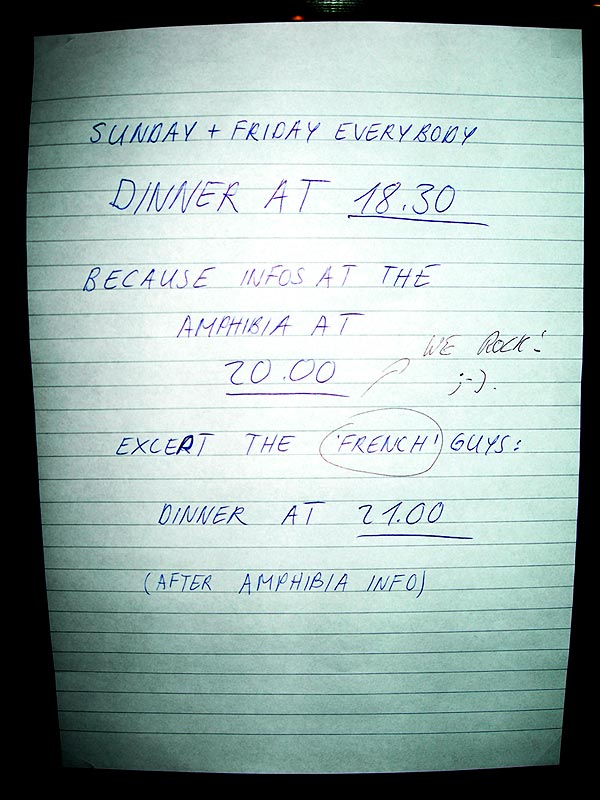 SUNDAY + FRIDAY EVERYBODY
DINNER AT 18.30
BECAUSE INFOS AT THE
AMPHIBIA AT
20.00
WE ROCK!
;-).
EXCEPT THE 'FRENCH' GUYS:
DINNER AT 21.00
(AFTER AMPHIBIA INFO)